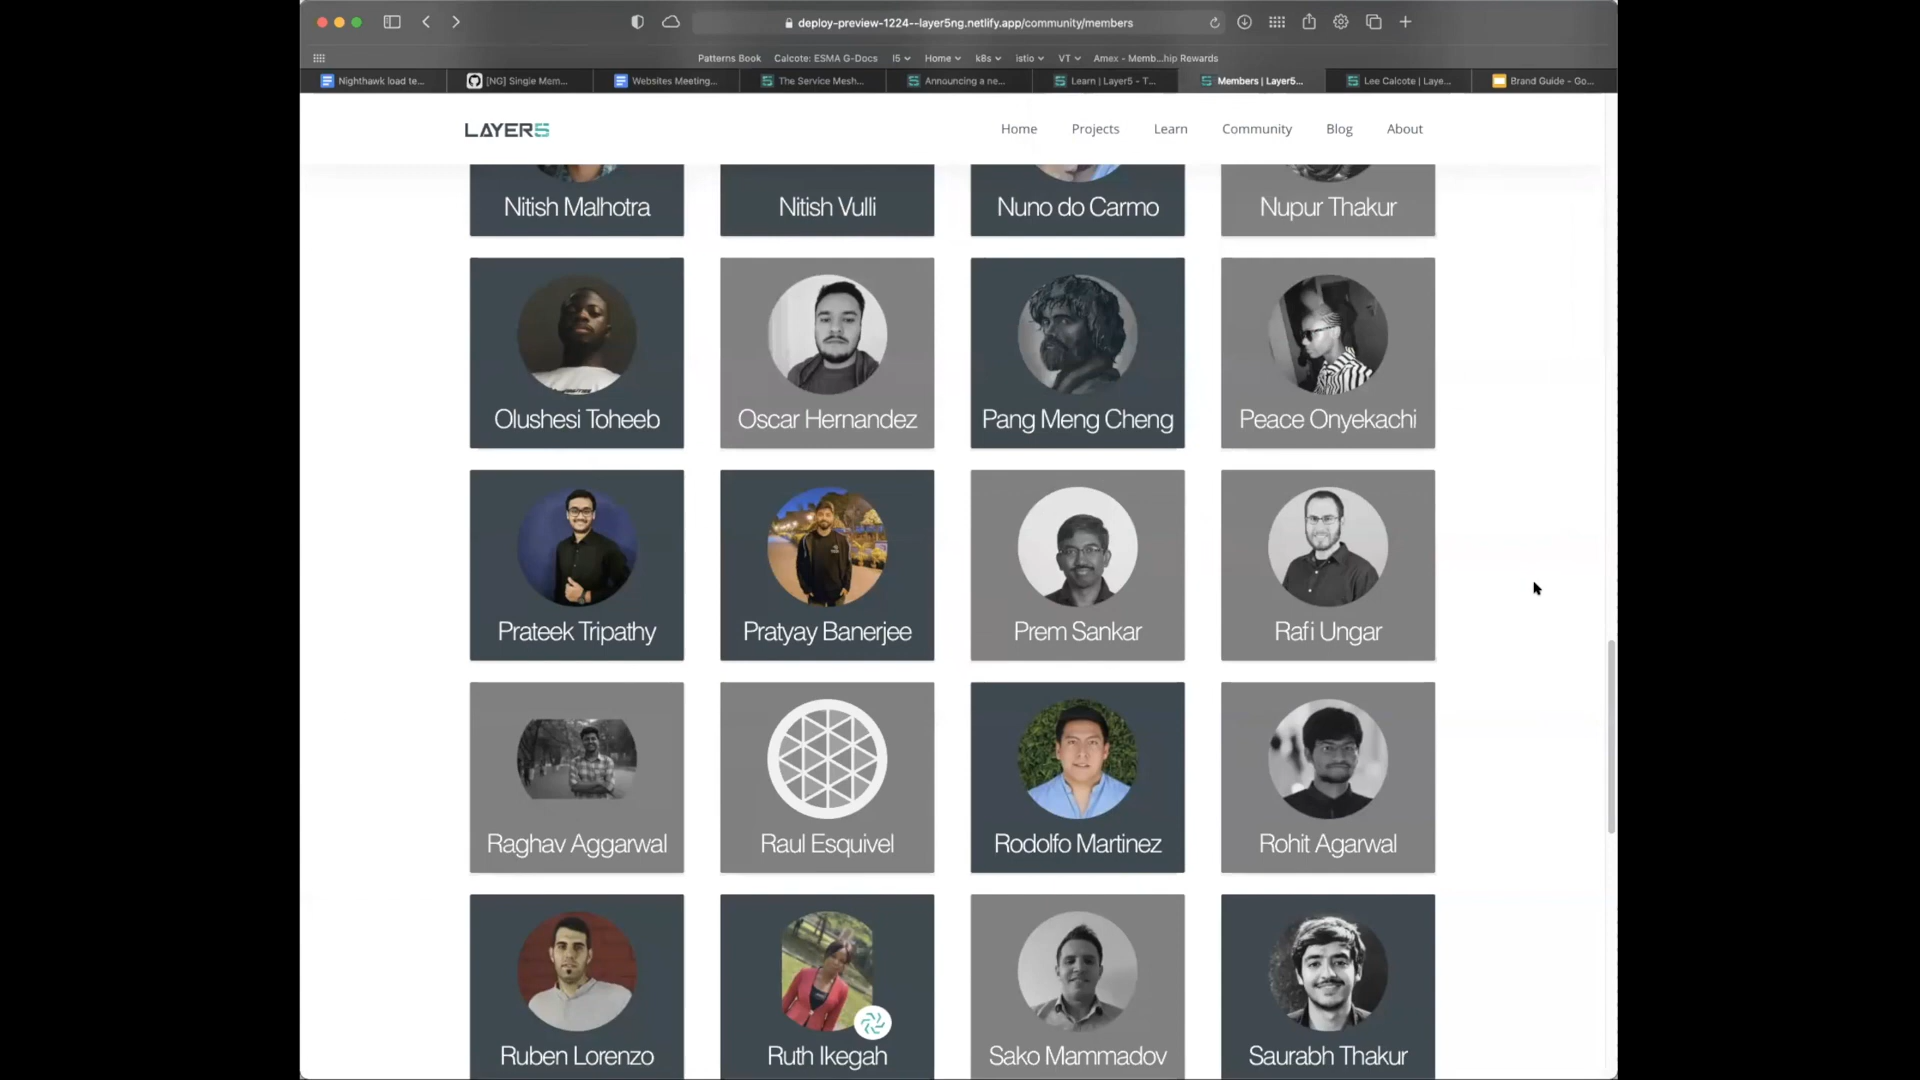 deploy-preview-1224--layer5ng.netlify.app/community/members
Patterns Book Calcote: ESMA G-Docs l5 Home k8s istio VT Amex - Memb...hip Rewards
Nighthawk load te... [NG] Single Mem... Websites Meeting... The Service Mesh... Announcing a ne... Learn | Layer5 - T... Members | Layer5... Lee Calcote | Laye... Brand Guide - Go...
LAYER5 Home Projects Learn Community Blog About
Nitish Malhotra Nitish Vulli Nuno do Carmo Nupur Thakur
Olushesi Toheeb Oscar Hernandez Pang Meng Cheng Peace Onyekachi
Prateek Tripathy Pratyay Banerjee Prem Sankar Rafi Ungar
Raghav Aggarwal Raul Esquivel Rodolfo Martinez Rohit Agarwal
Ruben Lorenzo Ruth Ikegah Sako Mammadov Saurabh Thakur